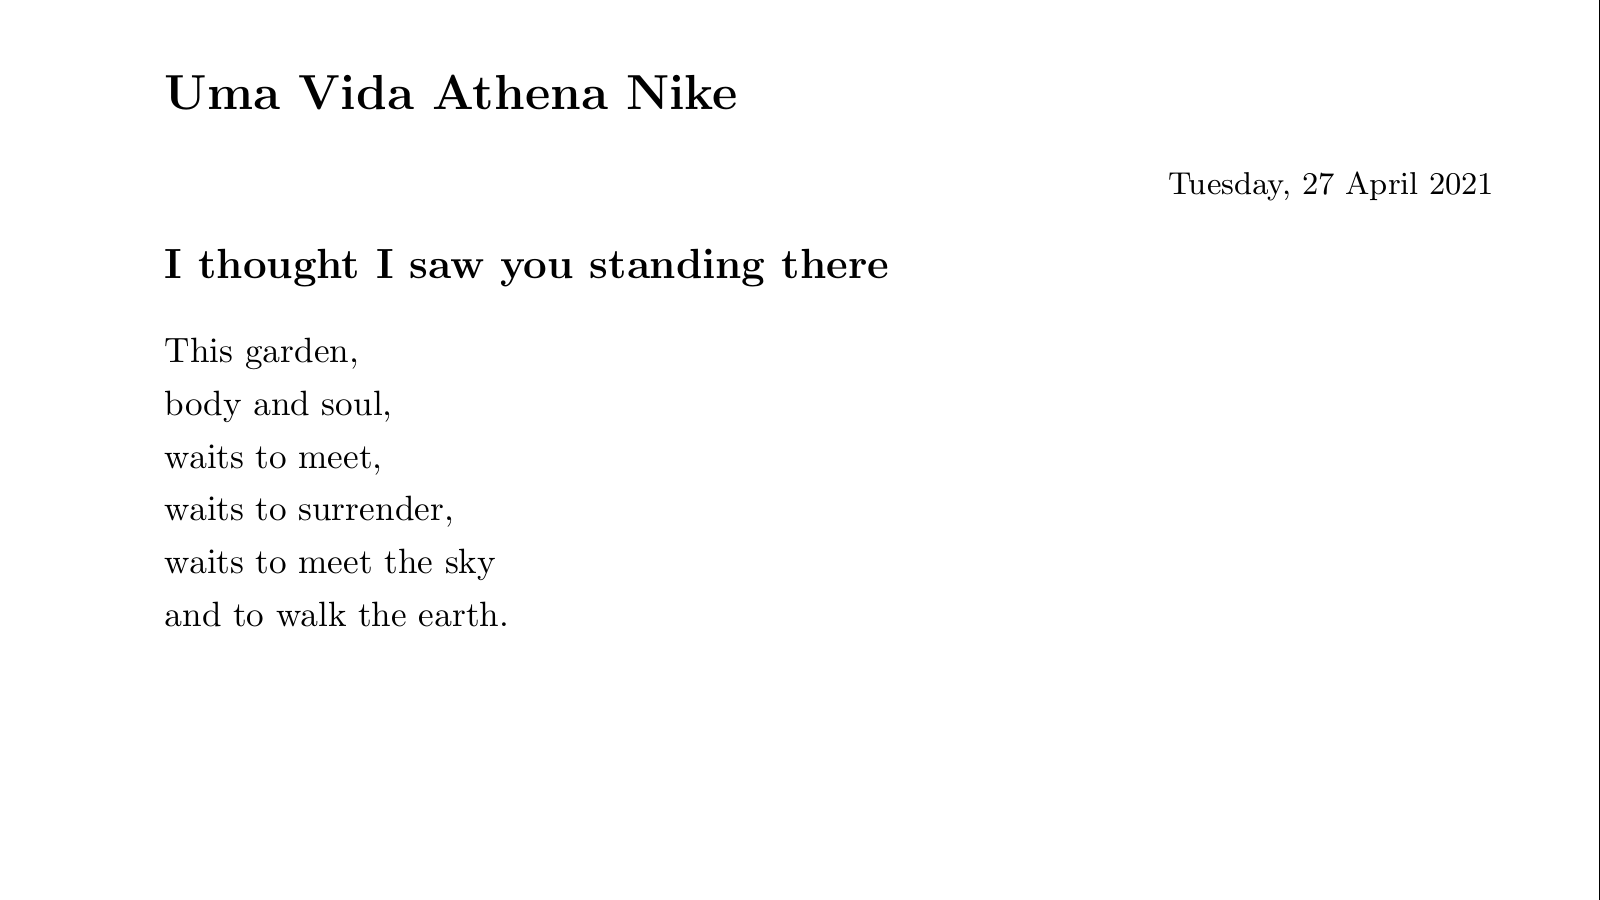 Uma Vida Athena Nike
Tuesday, 27 April 2021
I thought I saw you standing there
This garden,
body and soul,
waits to meet,
waits to surrender,
waits to meet the sky
and to walk the earth.